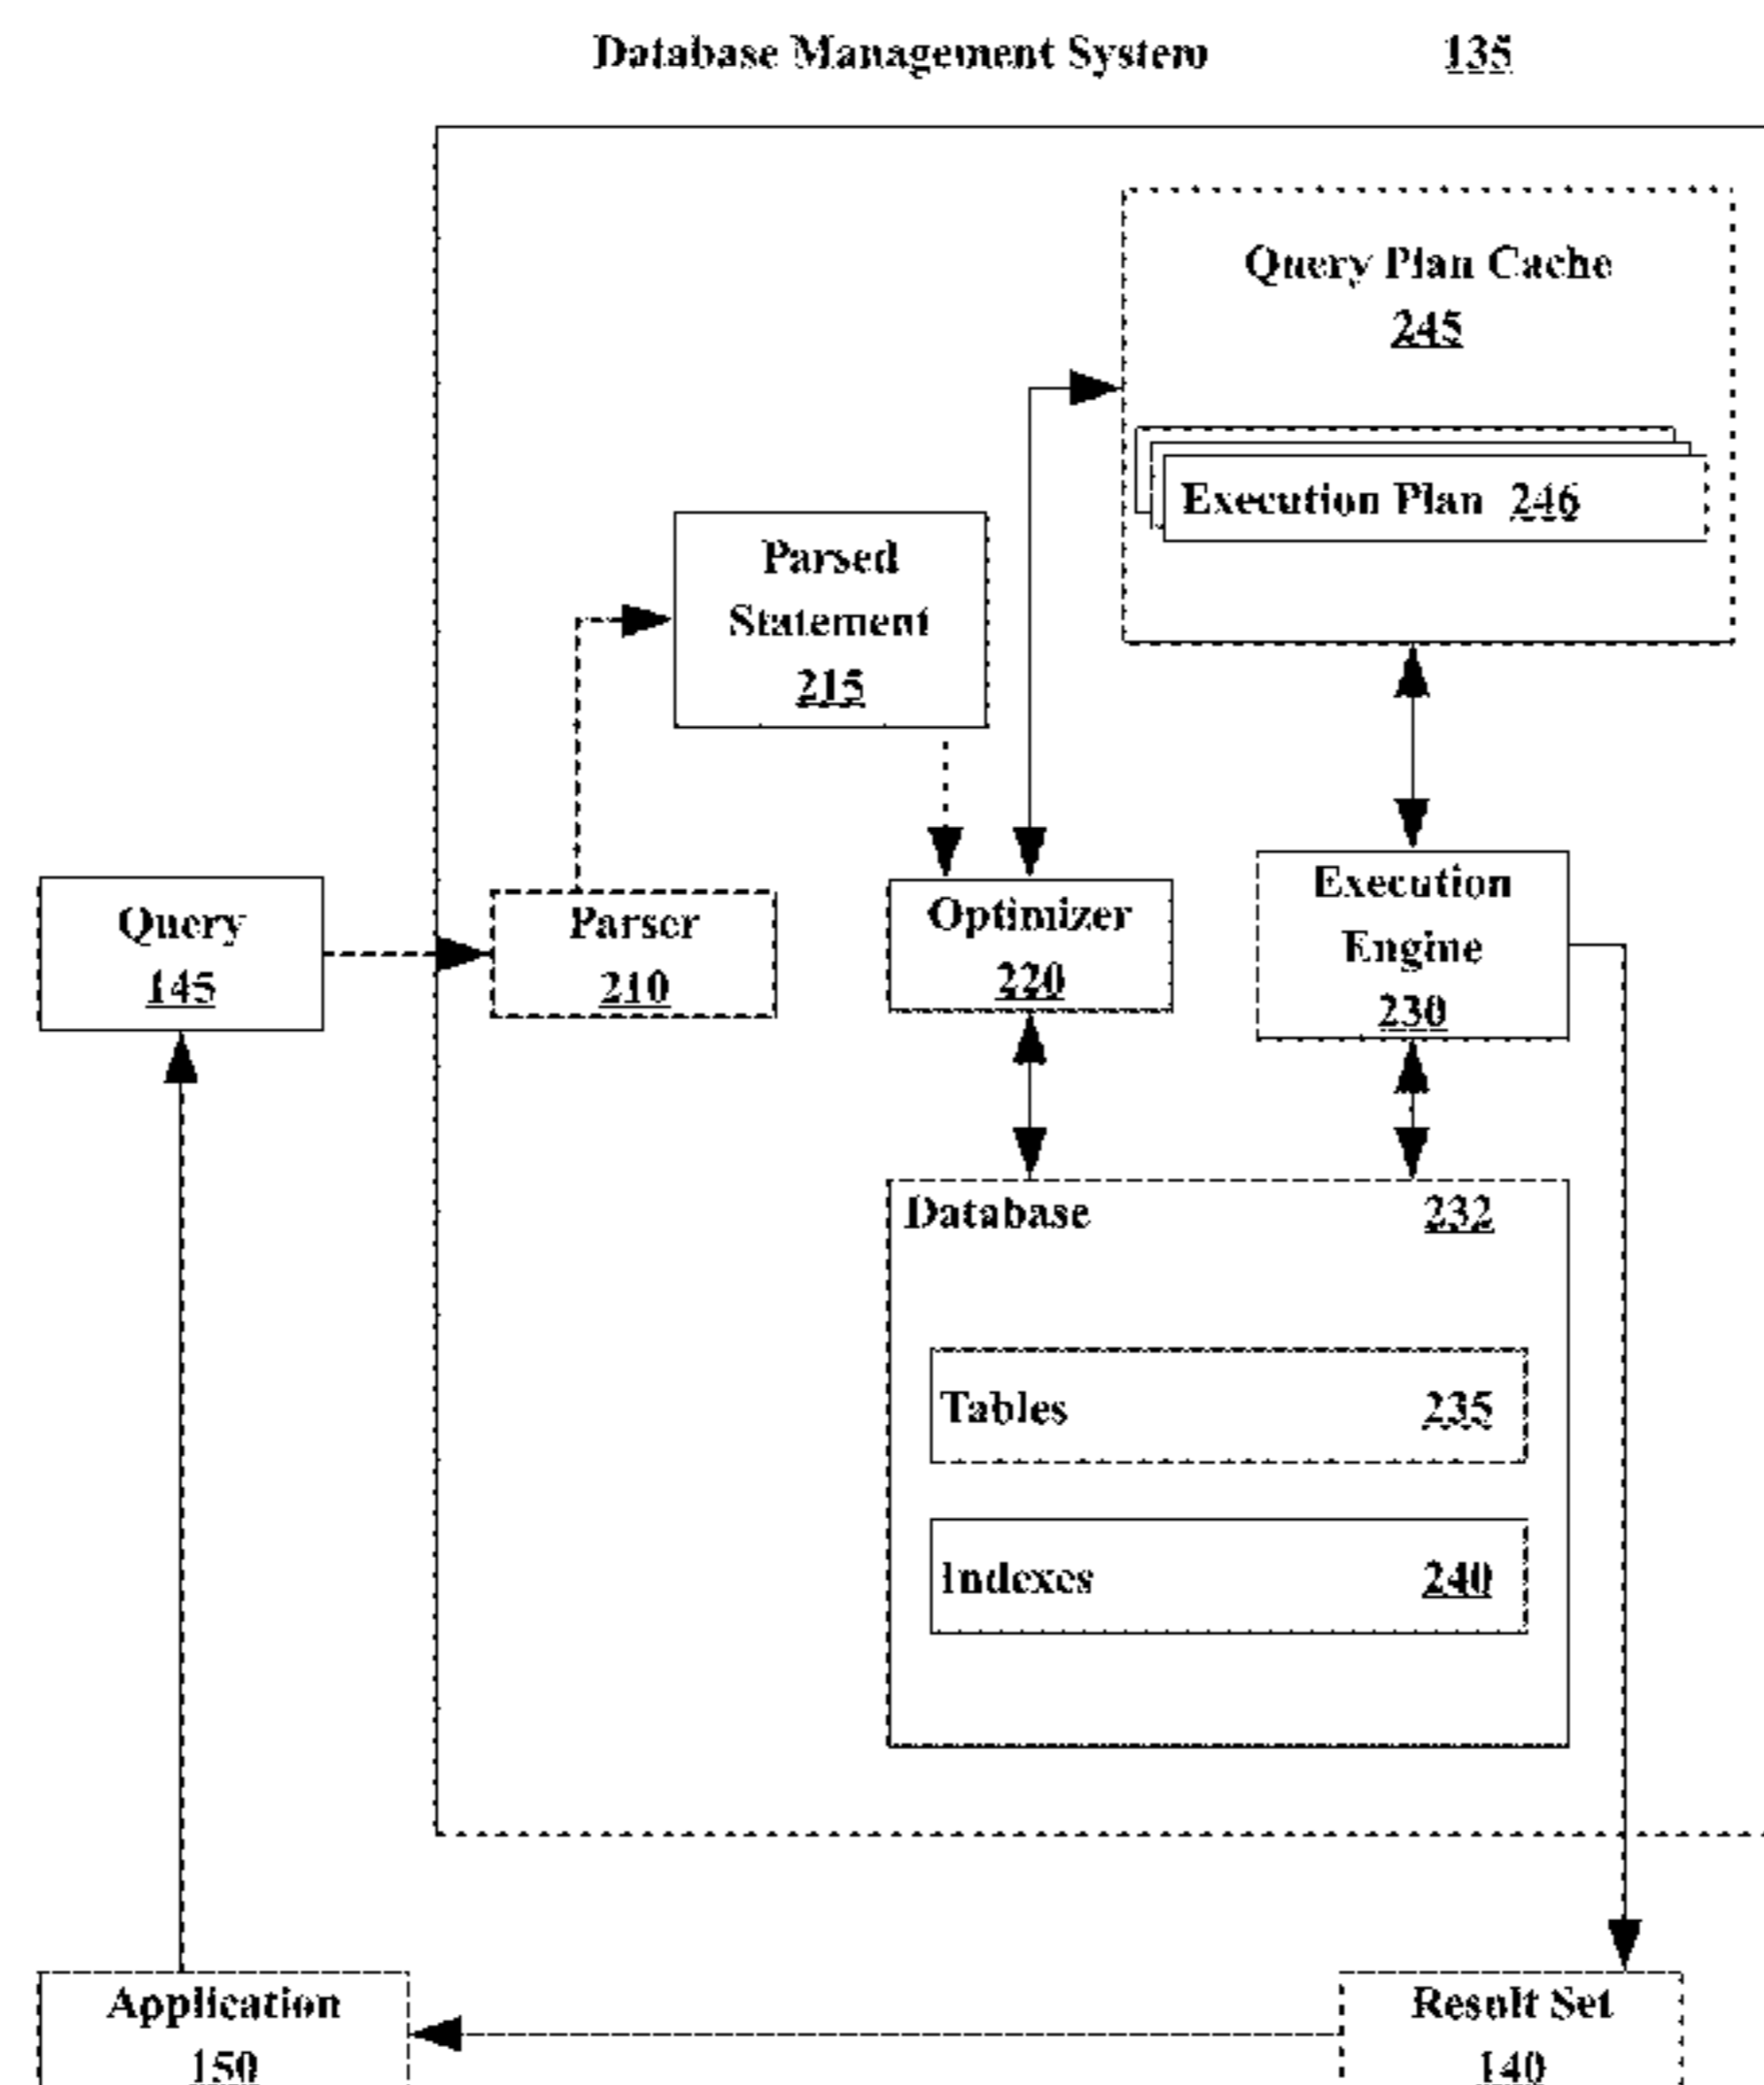 Database Management System 135
Query Plan Cache
245
Execution Plan 246
Parsed
Statement
215
Query
145
Parser
210
Optimizer
220
Execution
Engine
230
Database 232
Tables 235
Indexes 240
Application
150
Result Set
140